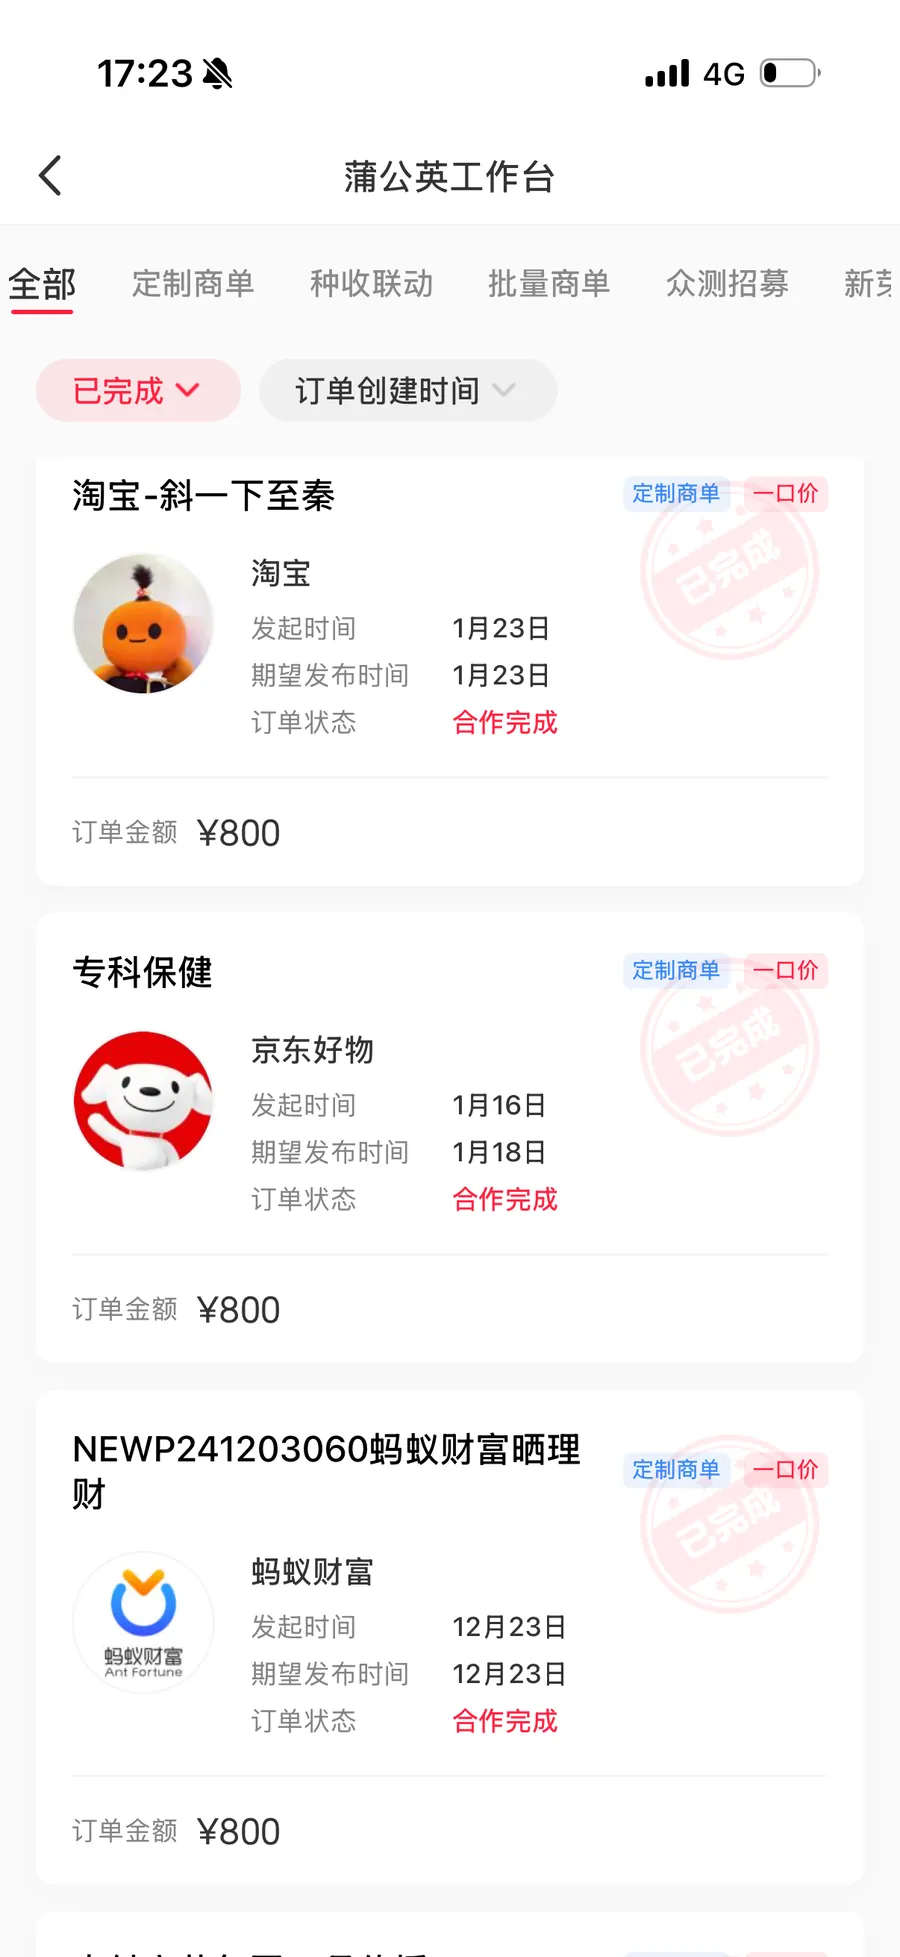 17:23
4G
蒲公英工作台
全部
定制商单
种收联动
批量商单
众测招募
新
已完成
订单创建时间
淘宝-斜一下至秦
定制商单
一口价
已完成
淘宝
发起时间 1月23日
期望发布时间 1月23日
订单状态 合作完成
订单金额 ¥800
专科保健
定制商单
一口价
已完成
京东好物
发起时间 1月16日
期望发布时间 1月18日
订单状态 合作完成
订单金额 ¥800
NEWP241203060蚂蚁财富晒理
财
定制商单
一口价
已完成
蚂蚁财富
Ant Fortune
蚂蚁财富
发起时间 12月23日
期望发布时间 12月23日
订单状态 合作完成
订单金额 ¥800